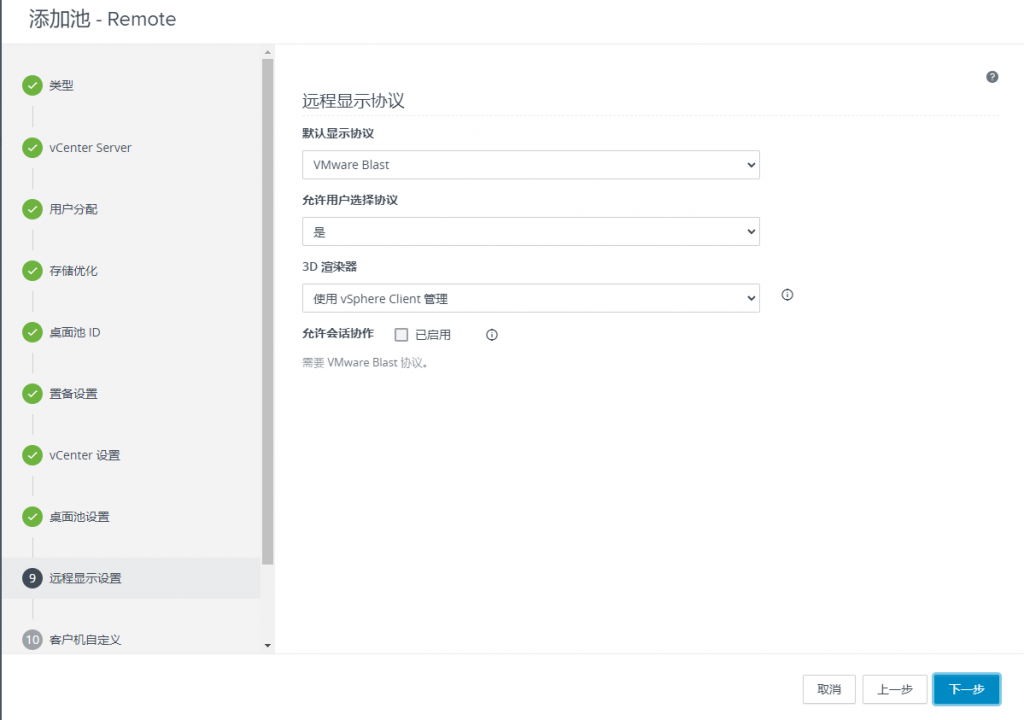 添加池 - Remote
类型
vCenter Server
用户分配
存储优化
桌面池 ID
置备设置
vCenter 设置
桌面池设置
9 远程显示设置
10 客户机自定义
远程显示协议
默认显示协议
VMware Blast
允许用户选择协议
是
3D 渲染器
使用 vSphere Client 管理
允许会话协作 已启用
需要 VMware Blast 协议。
取消 上一步 下一步